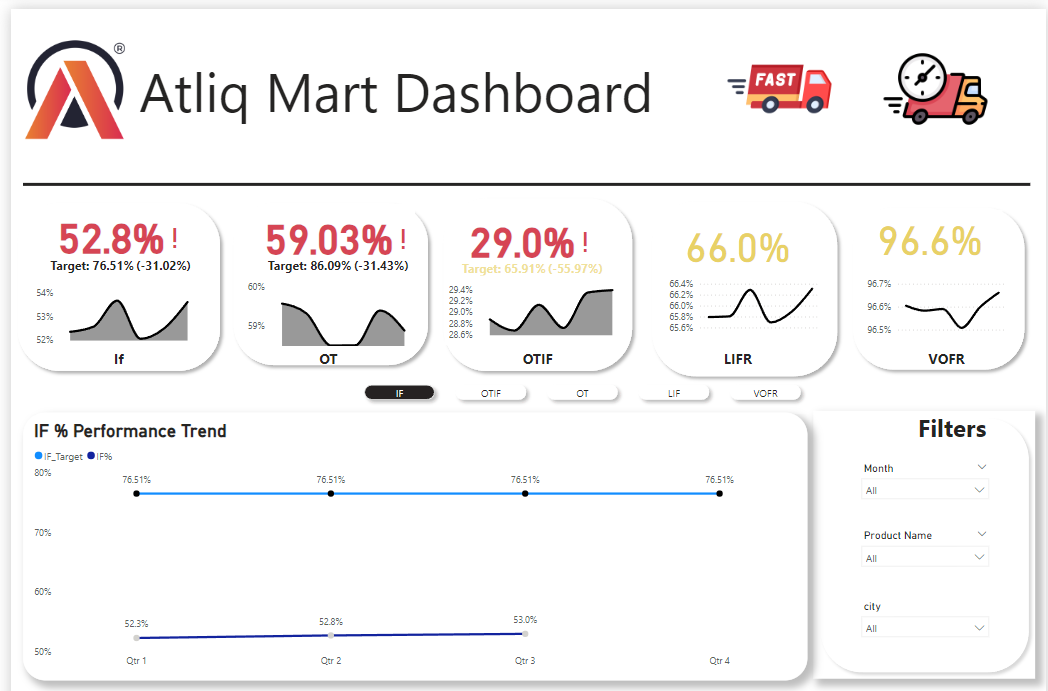 ®
Atliq Mart Dashboard
FAST
52.8% !
Target: 76.51% (-31.02%)
54%
53%
52%
If
59.03% !
Target: 86.09% (-31.43%)
60%
59%
OT
29.0% !
Target: 65.91% (-55.97%)
29.4%
29.2%
29.0%
28.8%
28.6%
OTIF
66.0%
66.4%
66.2%
66.0%
65.8%
65.6%
LIFR
96.6%
96.7%
96.6%
96.5%
VOFR
IF OTIF OT LIF VOFR
IF % Performance Trend
IF_Target IF%
80%
70%
60%
50%
76.51% 76.51% 76.51% 76.51%
52.3% 52.8% 53.0%
Qtr 1 Qtr 2 Qtr 3 Qtr 4
Filters
Month
All
Product Name
All
city
All